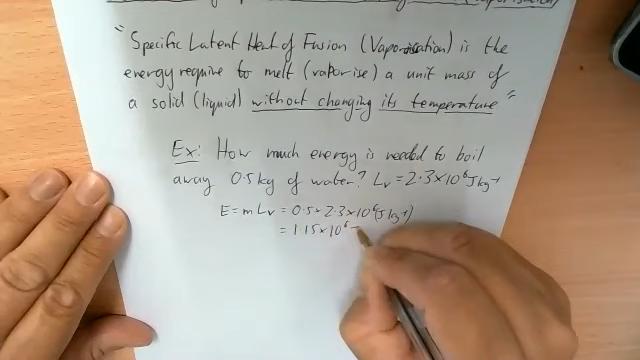 "Specific Latent Heat of Fusion (Vaporisation) is the
energy require to melt (vaporise) a unit mass of
a solid (liquid) without changing its temperature"
Ex: How much energy is needed to boil
away 0.5kg of water? Lv = 2.3×10⁶Jkg⁻¹
E = mLv = 0.5 × 2.3×10⁶(Jkg⁻¹)
= 1.15×10⁶